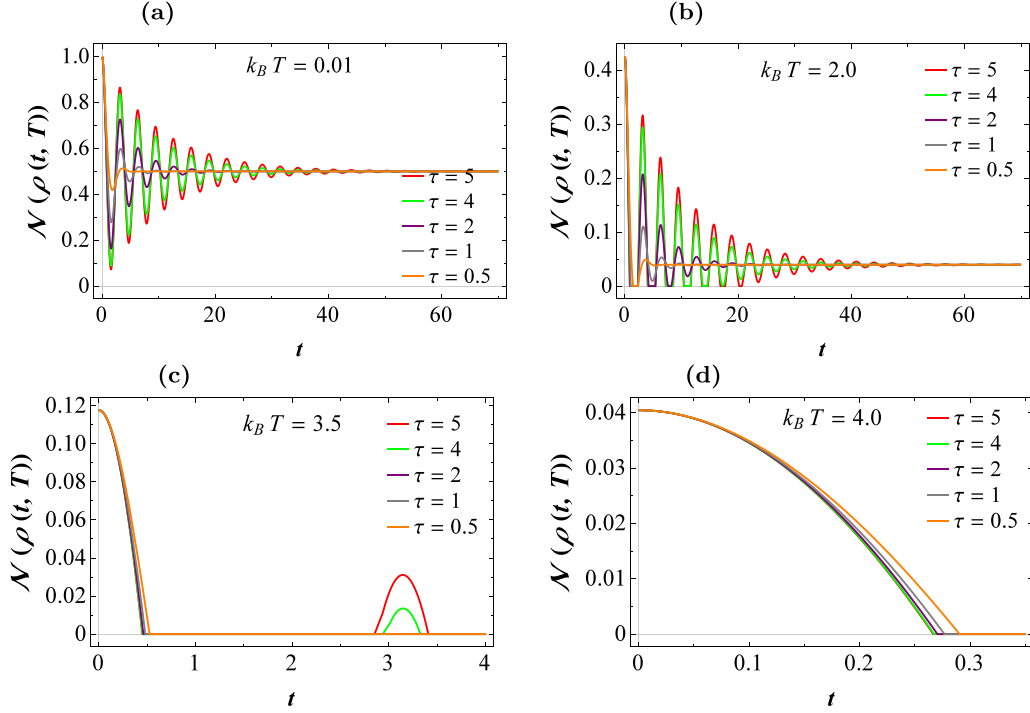 (a)
k_B T = 0.01
1.0
0.8
0.6
0.4
0.2
0
0
20
40
60
𝒩 (ρ (t, T))
t
τ = 5
τ = 4
τ = 2
τ = 1
τ = 0.5
(b)
k_B T = 2.0
0.4
0.3
0.2
0.1
0
0
20
40
60
𝒩 (ρ (t, T))
t
τ = 5
τ = 4
τ = 2
τ = 1
τ = 0.5
(c)
k_B T = 3.5
0.12
0.10
0.08
0.06
0.04
0.02
0
0
1
2
3
4
𝒩 (ρ (t, T))
t
τ = 5
τ = 4
τ = 2
τ = 1
τ = 0.5
(d)
k_B T = 4.0
0.04
0.03
0.02
0.01
0
0
0.1
0.2
0.3
𝒩 (ρ (t, T))
t
τ = 5
τ = 4
τ = 2
τ = 1
τ = 0.5